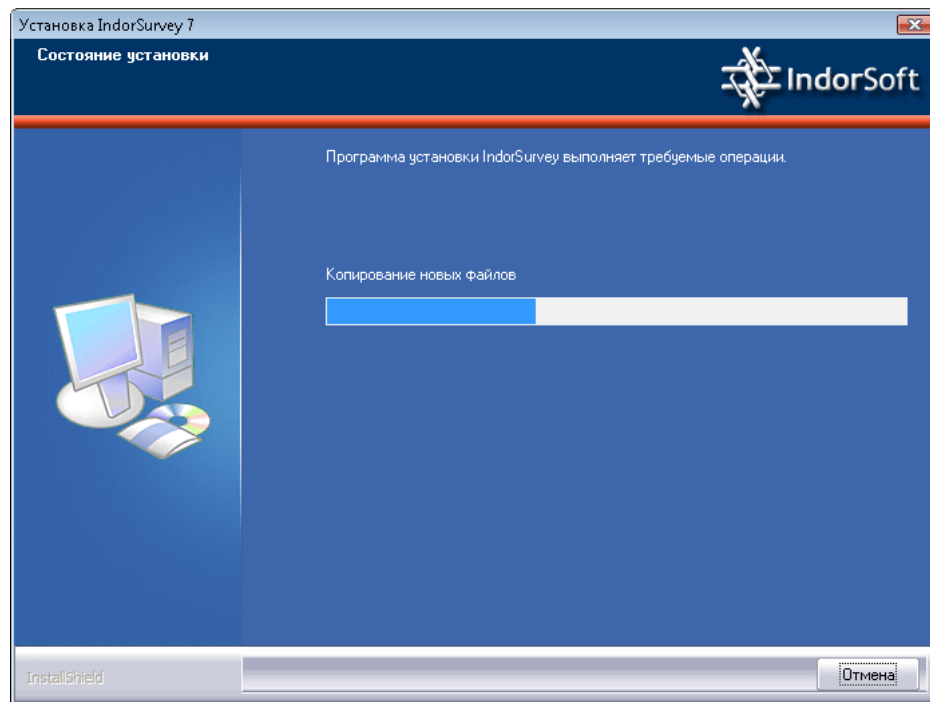 Установка IndorSurvey 7
Состояние установки
IndorSoft
Программа установки IndorSurvey выполняет требуемые операции.
Копирование новых файлов
InstallShield
Отмена